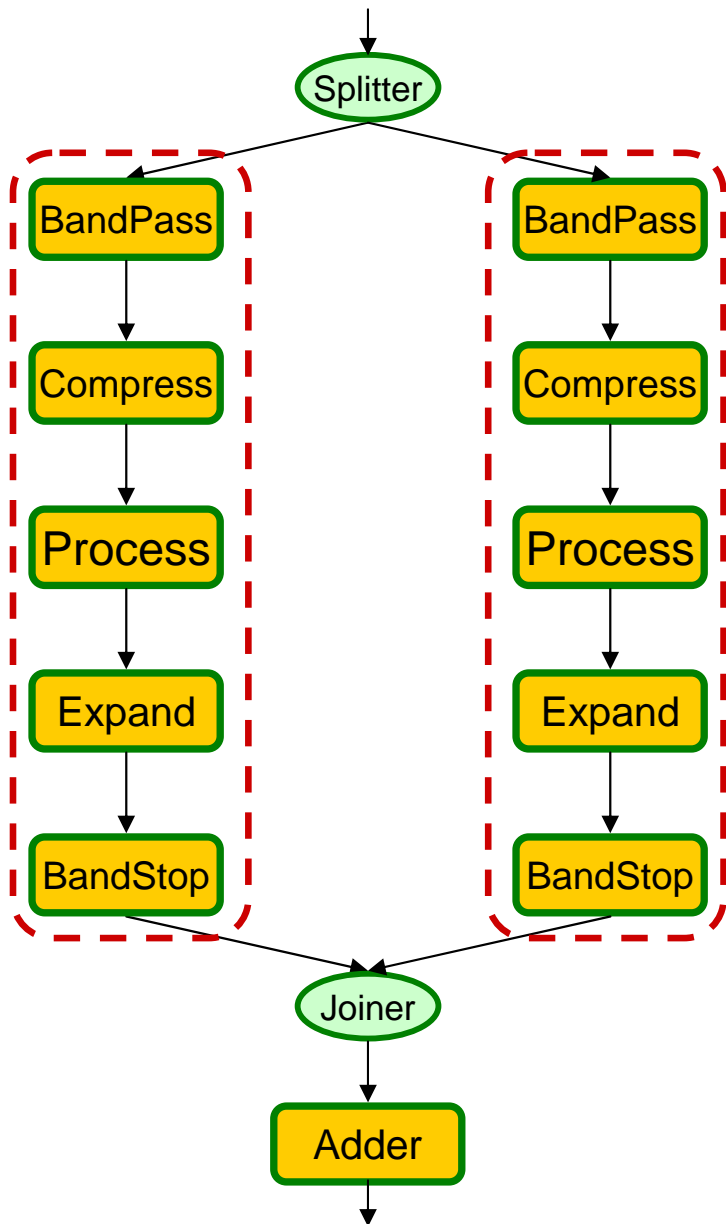 Splitter
BandPass
BandPass
Compress
Compress
Process
Process
Expand
Expand
BandStop
BandStop
Joiner
Adder